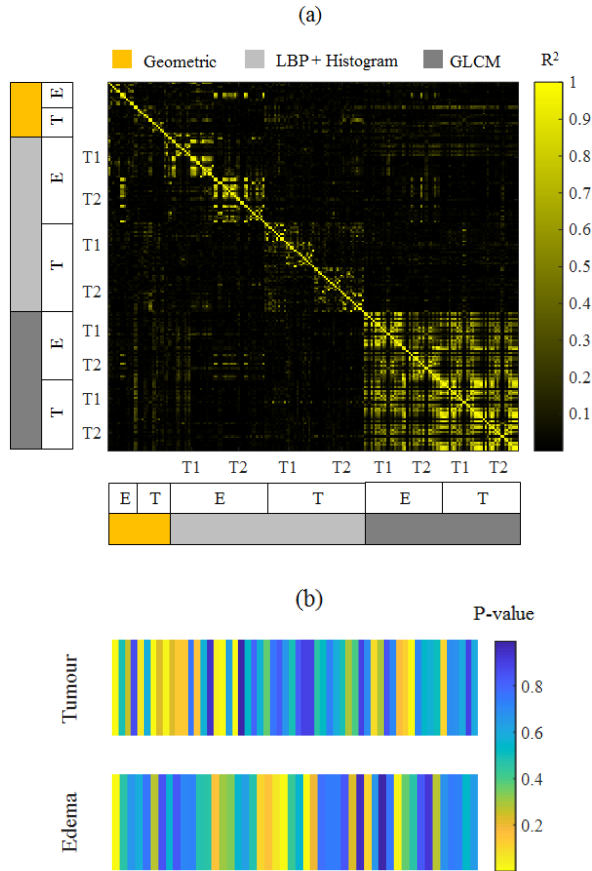 (a)
Geometric LBP + Histogram GLCM R²
E
T
E
T
E
T
T1
T2
T1
T2
T1
T2
T1
T2
1
0.9
0.8
0.7
0.6
0.5
0.4
0.3
0.2
0.1
T1 T2 T1 T2 T1 T2 T1 T2
E T E T E T
(b)
P-value
Tumour
Edema
0.8
0.6
0.4
0.2